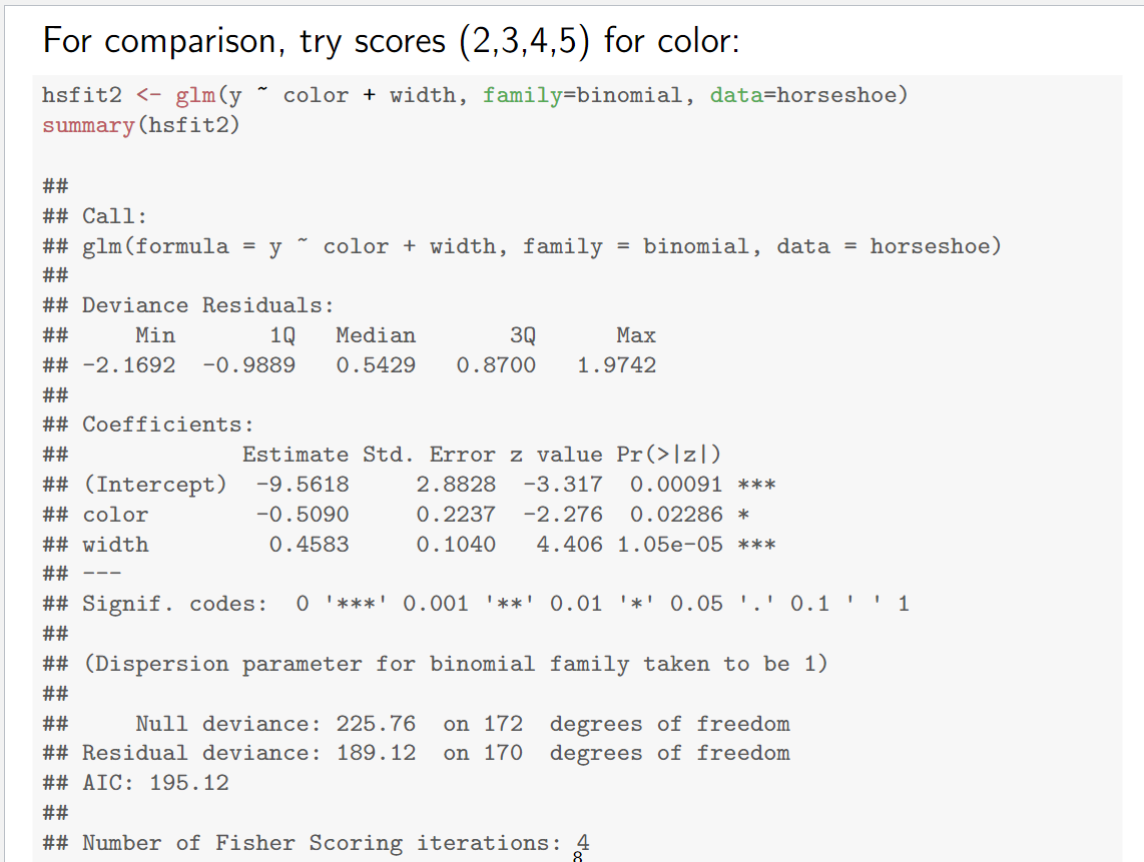 For comparison, try scores (2,3,4,5) for color:
hsfit2 <- glm(y ~ color + width, family=binomial, data=horseshoe)
summary(hsfit2)
##
## Call:
## glm(formula = y ~ color + width, family = binomial, data = horseshoe)
##
## Deviance Residuals:
##     Min       1Q   Median       3Q      Max
## -2.1692  -0.9889   0.5429   0.8700   1.9742
##
## Coefficients:
##             Estimate Std. Error z value Pr(>|z|)
## (Intercept)  -9.5618     2.8828  -3.317  0.00091 ***
## color        -0.5090     0.2237  -2.276  0.02286 *
## width         0.4583     0.1040   4.406 1.05e-05 ***
## ---
## Signif. codes:  0 '***' 0.001 '**' 0.01 '*' 0.05 '.' 0.1 ' ' 1
##
## (Dispersion parameter for binomial family taken to be 1)
##
##     Null deviance: 225.76  on 172  degrees of freedom
## Residual deviance: 189.12  on 170  degrees of freedom
## AIC: 195.12
##
## Number of Fisher Scoring iterations: 4
8